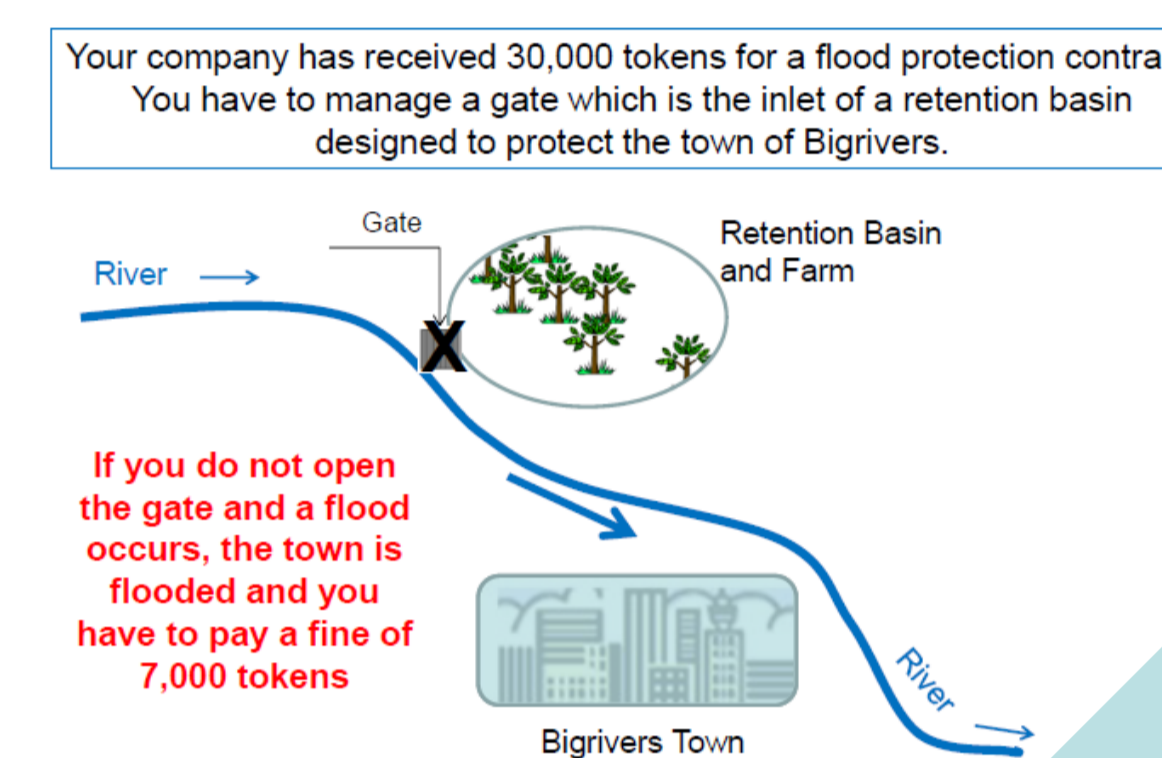 Your company has received 30,000 tokens for a flood protection contra
You have to manage a gate which is the inlet of a retention basin
designed to protect the town of Bigrivers.
Gate
Retention Basin
and Farm
River
X
If you do not open
the gate and a flood
occurs, the town is
flooded and you
have to pay a fine of
7,000 tokens
River
Bigrivers Town